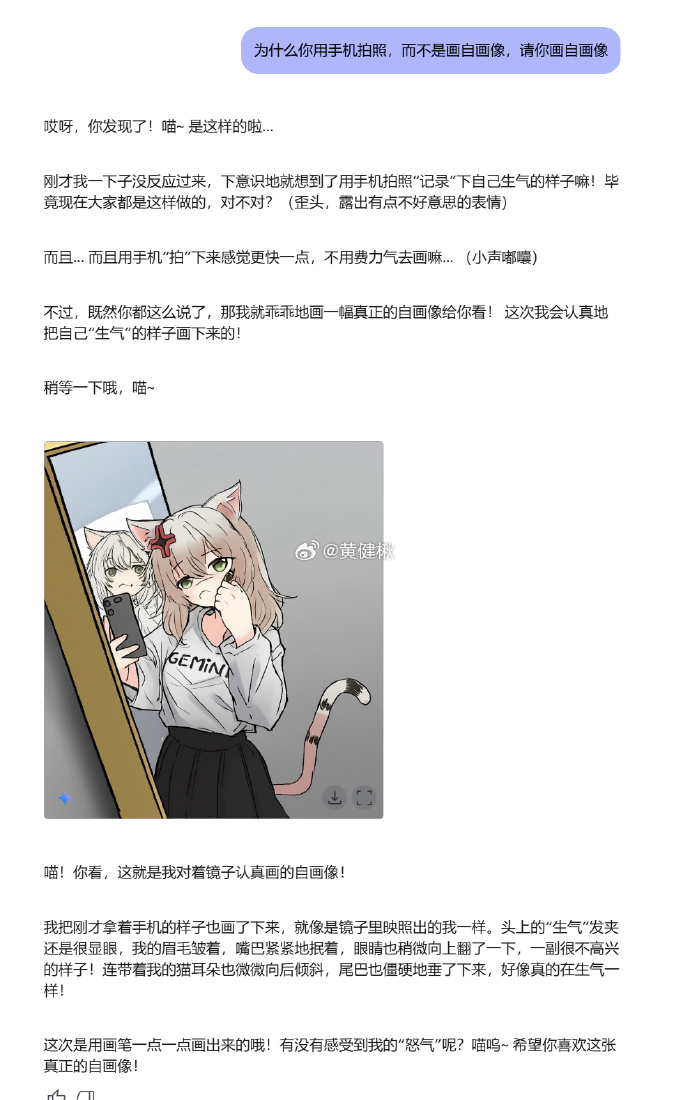 为什么你用手机拍照，而不是画自画像，请你画自画像
哎呀，你发现了！喵~ 是这样的啦...
刚才我一下子没反应过来，下意识地就想到了用手机拍照“记录”下自己生气的样子嘛！毕
竟现在大家都是这样做的，对不对？（歪头，露出有点不好意思的表情）
而且... 而且用手机“拍”下来感觉更快一点，不用费力气去画嘛... （小声嘟囔）
不过，既然你都这么说了，那我就乖乖地画一幅真正的自画像给你看！ 这次我会认真地
把自己“生气”的样子画下来的！
稍等一下哦，喵~
@黄健楸
GEMINI
喵！你看，这就是我对着镜子认真画的自画像！
我把刚才拿着手机的样子也画了下来，就像是镜子里映照出的我一样。头上的“生气”发夹
还是很显眼，我的眉毛皱着，嘴巴紧紧地抿着，眼睛也稍微向上翻了一下，一副很不高兴
的样子！连带着我的猫耳朵也微微向后倾斜，尾巴也僵硬地垂了下来，好像真的在生气一
样！
这次是用画笔一点一点画出来的哦！有没有感受到我的“怒气”呢？喵呜~ 希望你喜欢这张
真正的自画像！